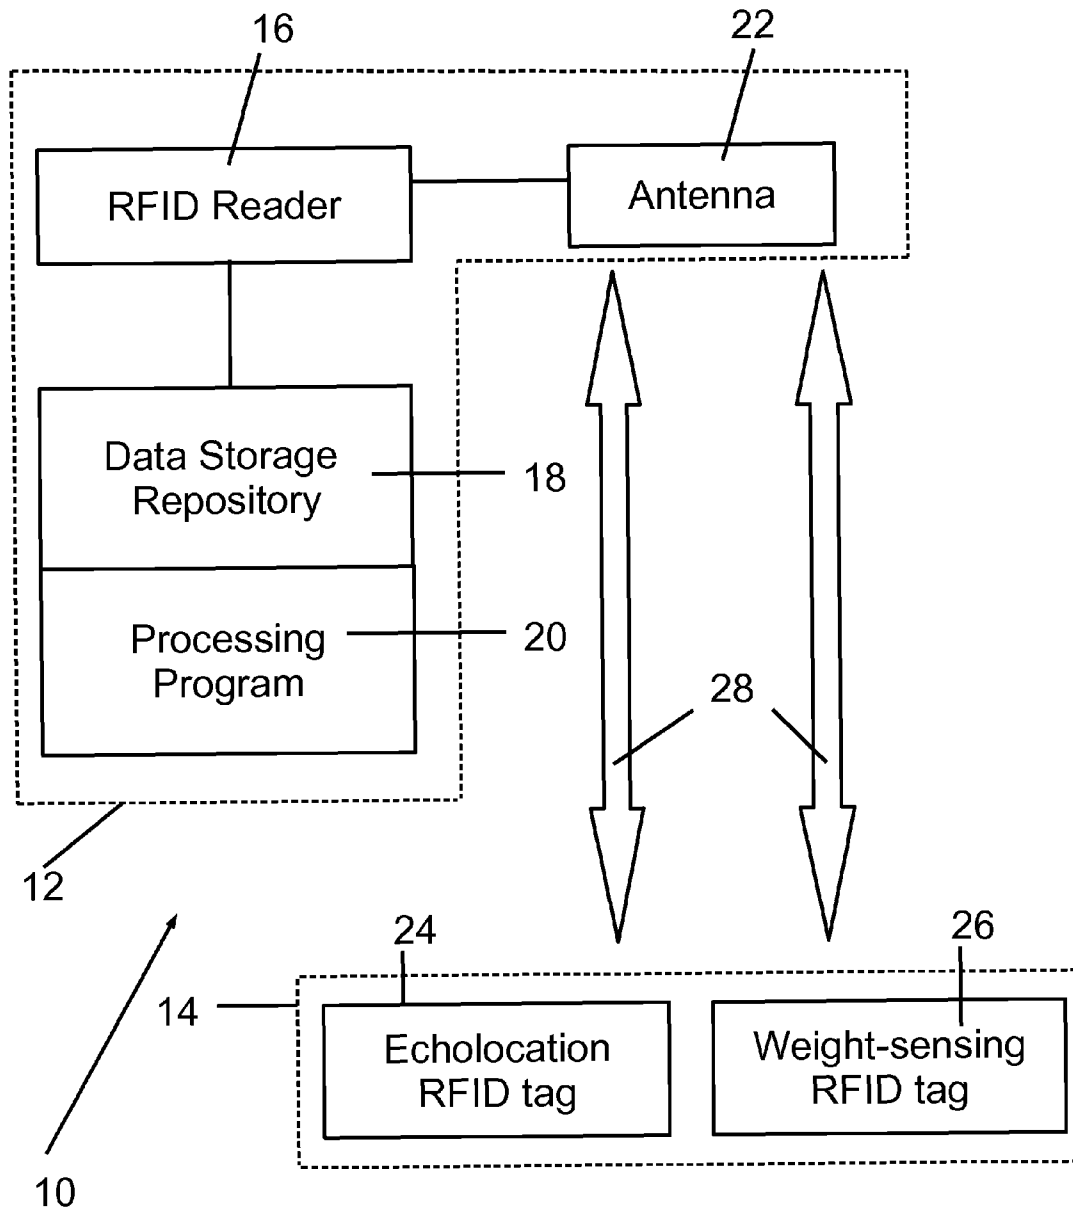 16
22
RFID Reader
Antenna
Data Storage
Repository
18
Processing
Program
20
28
12
24
26
14
Echolocation
RFID tag
Weight-sensing
RFID tag
10